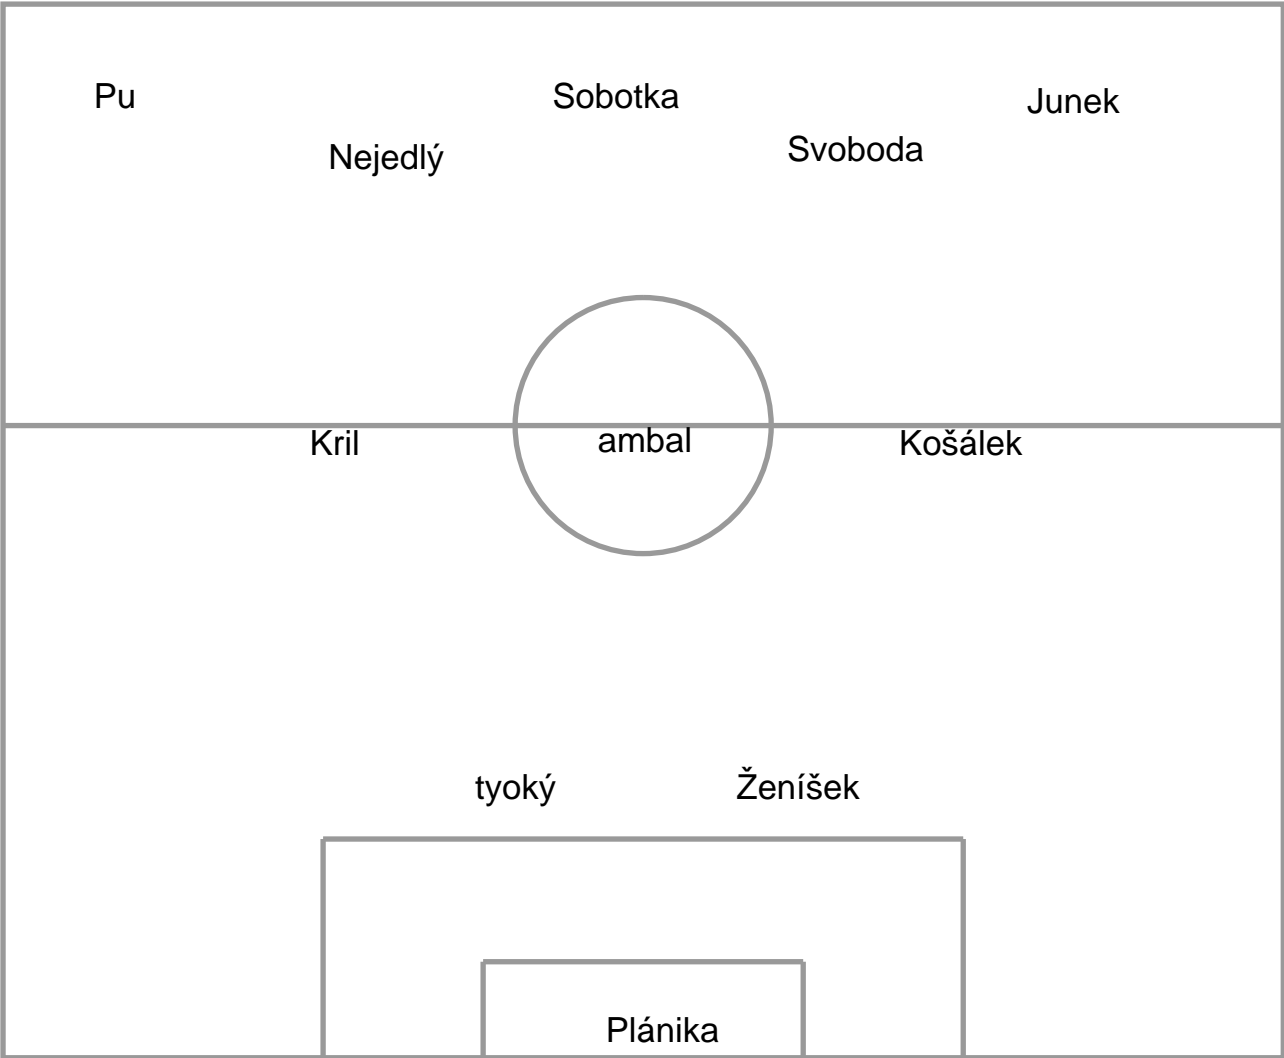 Pu
Sobotka
Junek
Nejedlý
Svoboda
Kril
ambal
Košálek
tyoký
Ženíšek
Plánika